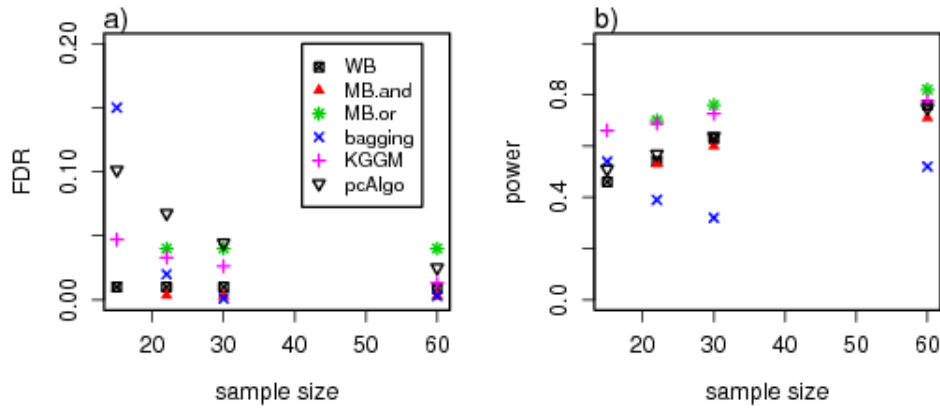 a)
0.20
0.10
0.00
FDR
WB
MB.and
MB.or
bagging
KGGM
pcAlgo
20
30
40
50
60
sample size
b)
0.8
0.4
0.0
power
20
30
40
50
60
sample size